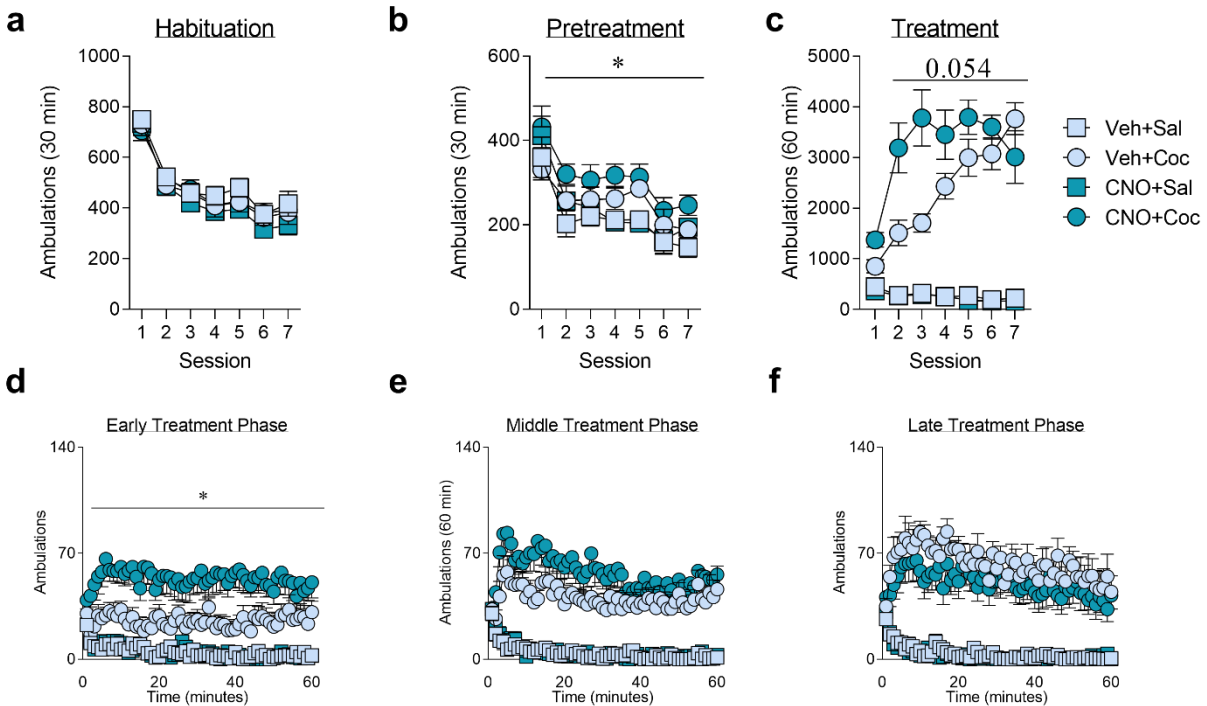 a
Habituation
Ambulations (30 min)
1000
800
600
400
200
0
1 2 3 4 5 6 7
Session
b
Pretreatment
Ambulations (30 min)
600
400
200
0
*
1 2 3 4 5 6 7
Session
c
Treatment
Ambulations (60 min)
5000
4000
3000
2000
1000
0
0.054
1 2 3 4 5 6 7
Session
Veh+Sal
Veh+Coc
CNO+Sal
CNO+Coc
d
Early Treatment Phase
Ambulations
140
70
0
*
0 20 40 60
Time (minutes)
e
Middle Treatment Phase
Ambulations (60 min)
140
70
0
0 20 40 60
Time (minutes)
f
Late Treatment Phase
Ambulations
140
70
0
0 20 40 60
Time (minutes)